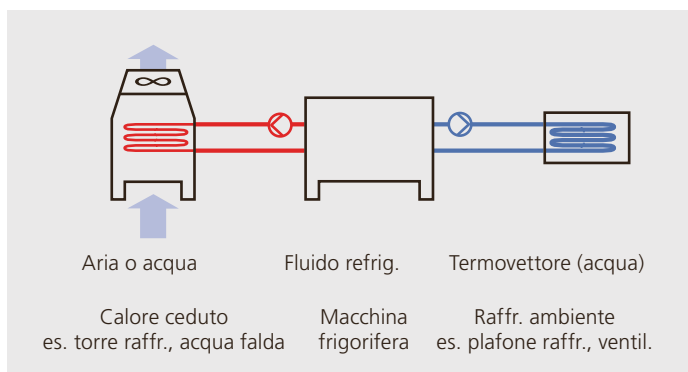 Aria o acqua
Fluido refrig.
Termovettore (acqua)
Calore ceduto
es. torre raffr., acqua falda
Macchina
frigorifera
Raffr. ambiente
es. plafone raffr., ventil.